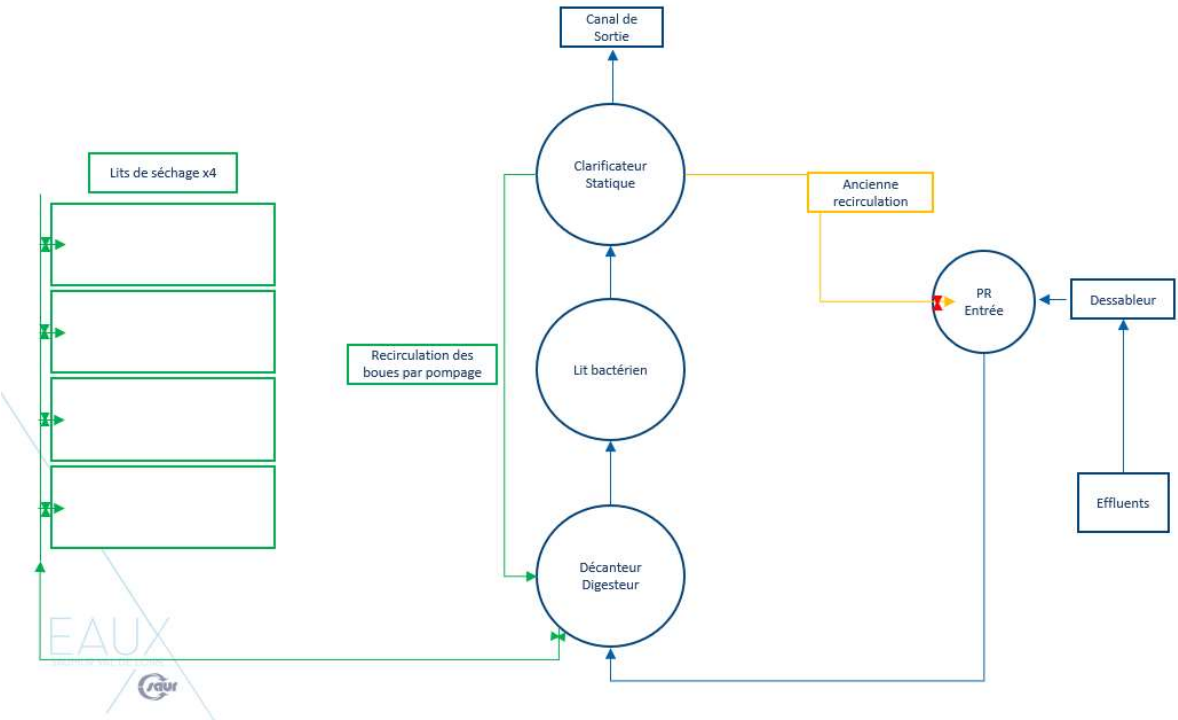 Canal de
Sortie
Clarificateur
Statique
Lits de séchage x4
Ancienne
recirculation
PR
Entrée
Dessableur
Recirculation des
boues par pompage
Lit bactérien
Effluents
Décanteur
Digesteur
EAUX
saur